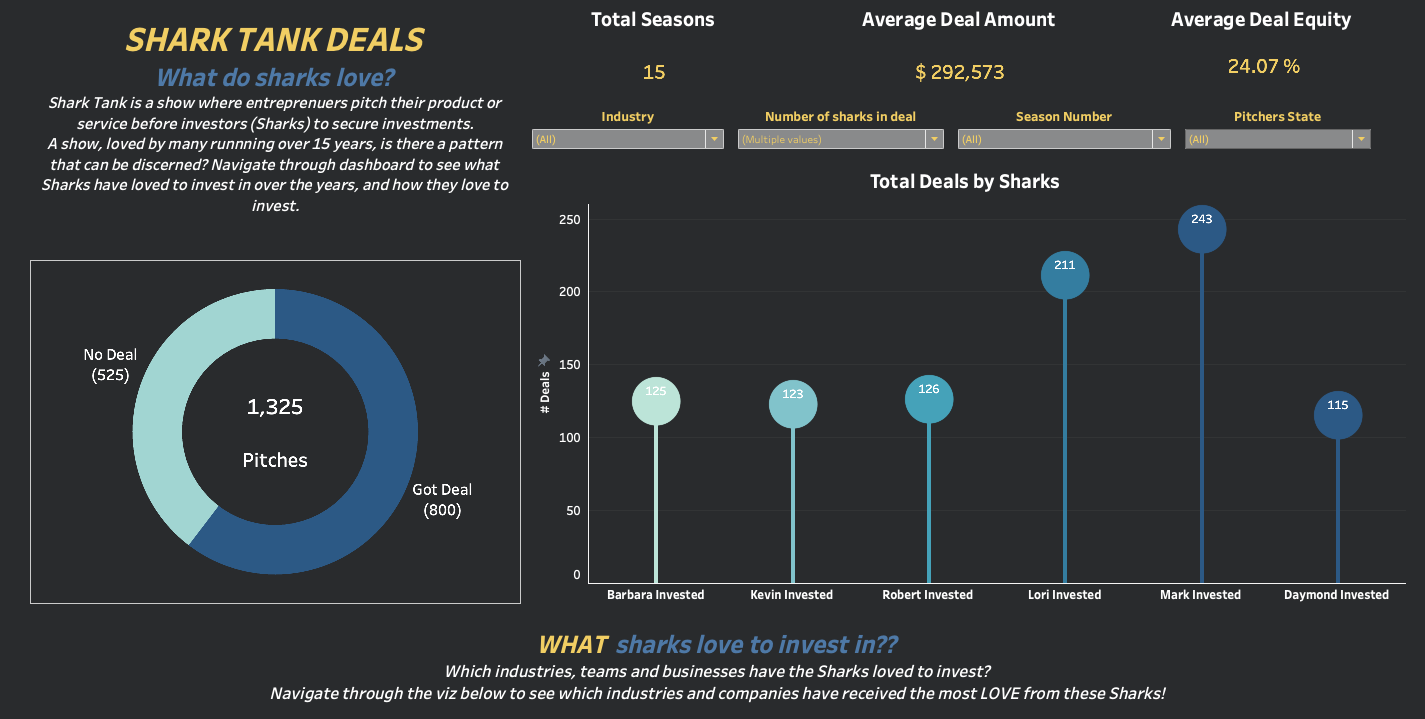 SHARK TANK DEALS
What do sharks love?
Shark Tank is a show where entreprenuers pitch their product or
service before investors (Sharks) to secure investments.
A show, loved by many runnning over 15 years, is there a pattern
that can be discerned? Navigate through dashboard to see what
Sharks have loved to invest in over the years, and how they love to
invest.
Total Seasons
15
Average Deal Amount
$ 292,573
Average Deal Equity
24.07 %
Industry
(All)
Number of sharks in deal
(Multiple values)
Season Number
(All)
Pitchers State
(All)
No Deal
(525)
1,325
Pitches
Got Deal
(800)
Total Deals by Sharks
# Deals
250
200
150
100
50
0
125
123
126
211
243
115
Barbara Invested
Kevin Invested
Robert Invested
Lori Invested
Mark Invested
Daymond Invested
WHAT sharks love to invest in??
Which industries, teams and businesses have the Sharks loved to invest?
Navigate through the viz below to see which industries and companies have received the most LOVE from these Sharks!